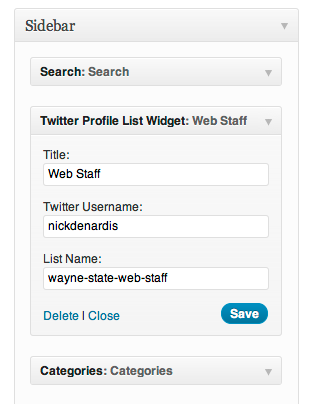 Sidebar
Search: Search
Twitter Profile List Widget: Web Staff
Title:
Web Staff
Twitter Username:
nickdenardis
List Name:
wayne-state-web-staff
Delete | Close
Save
Categories: Categories